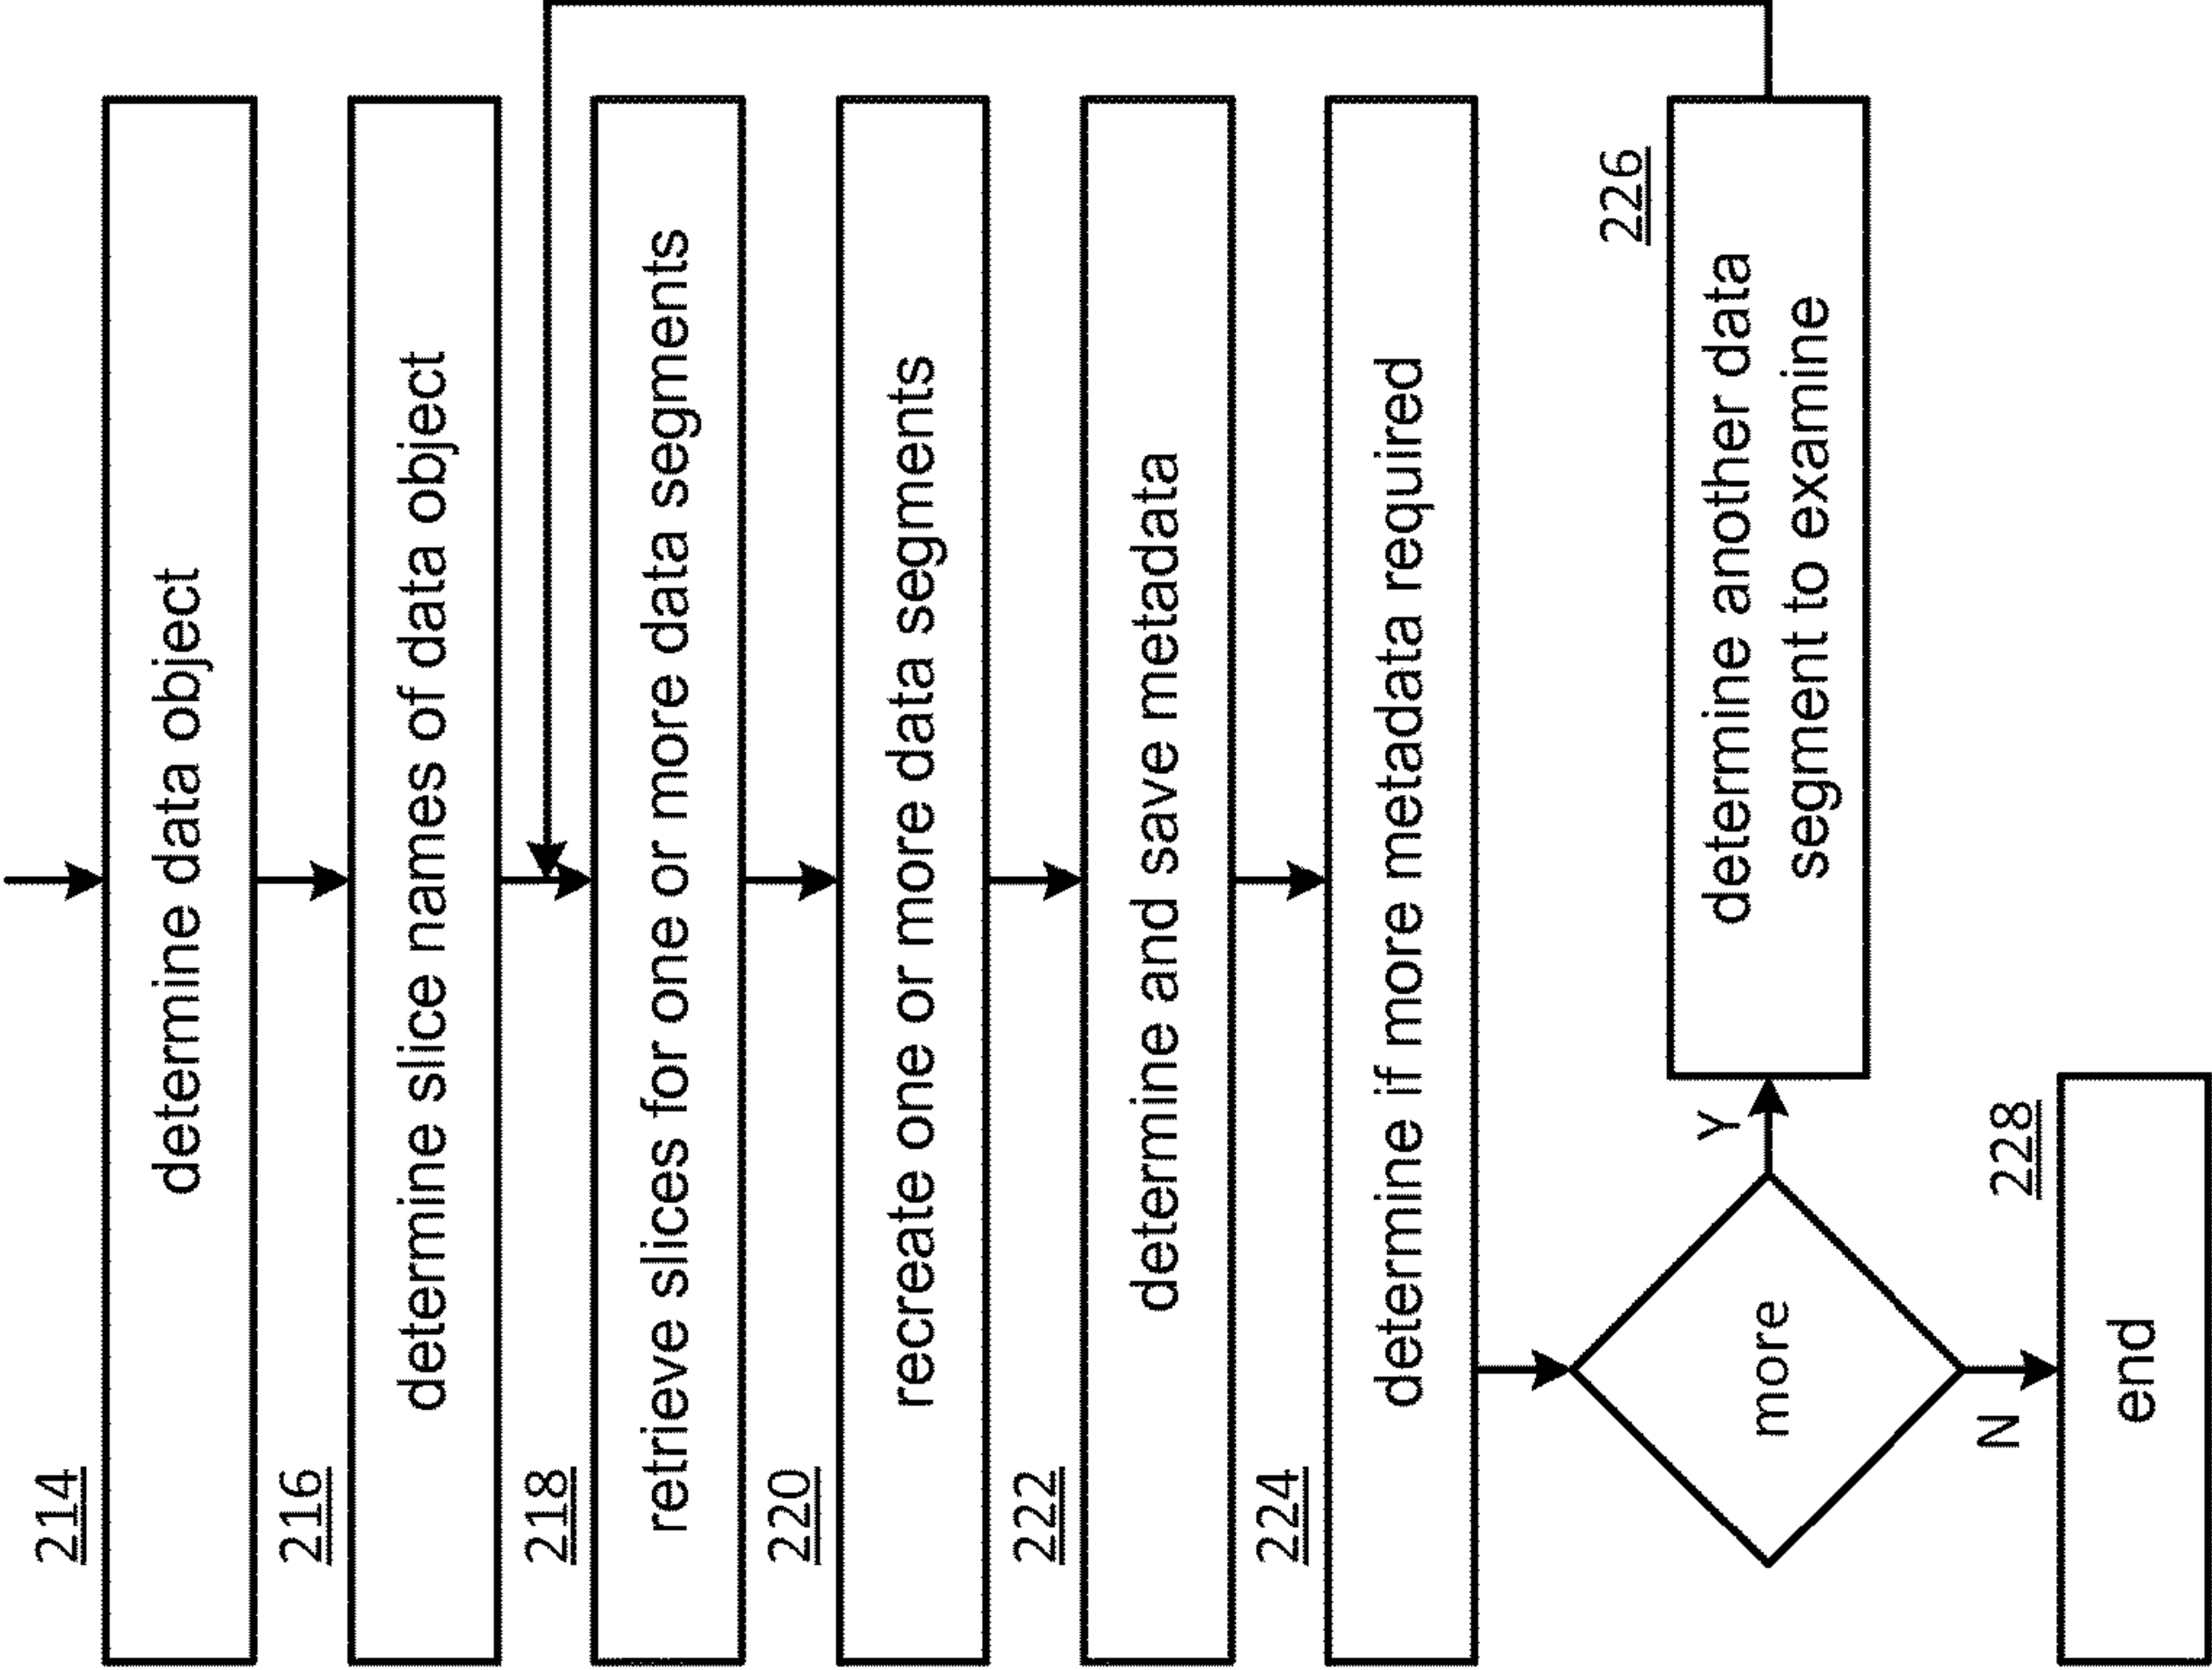 214
determine data object
216
determine slice names of data object
218
retrieve slices for one or more data segments
220
recreate one or more data segments
222
determine and save metadata
224
determine if more metadata required
more
Y
226
determine another data
segment to examine
N
228
end